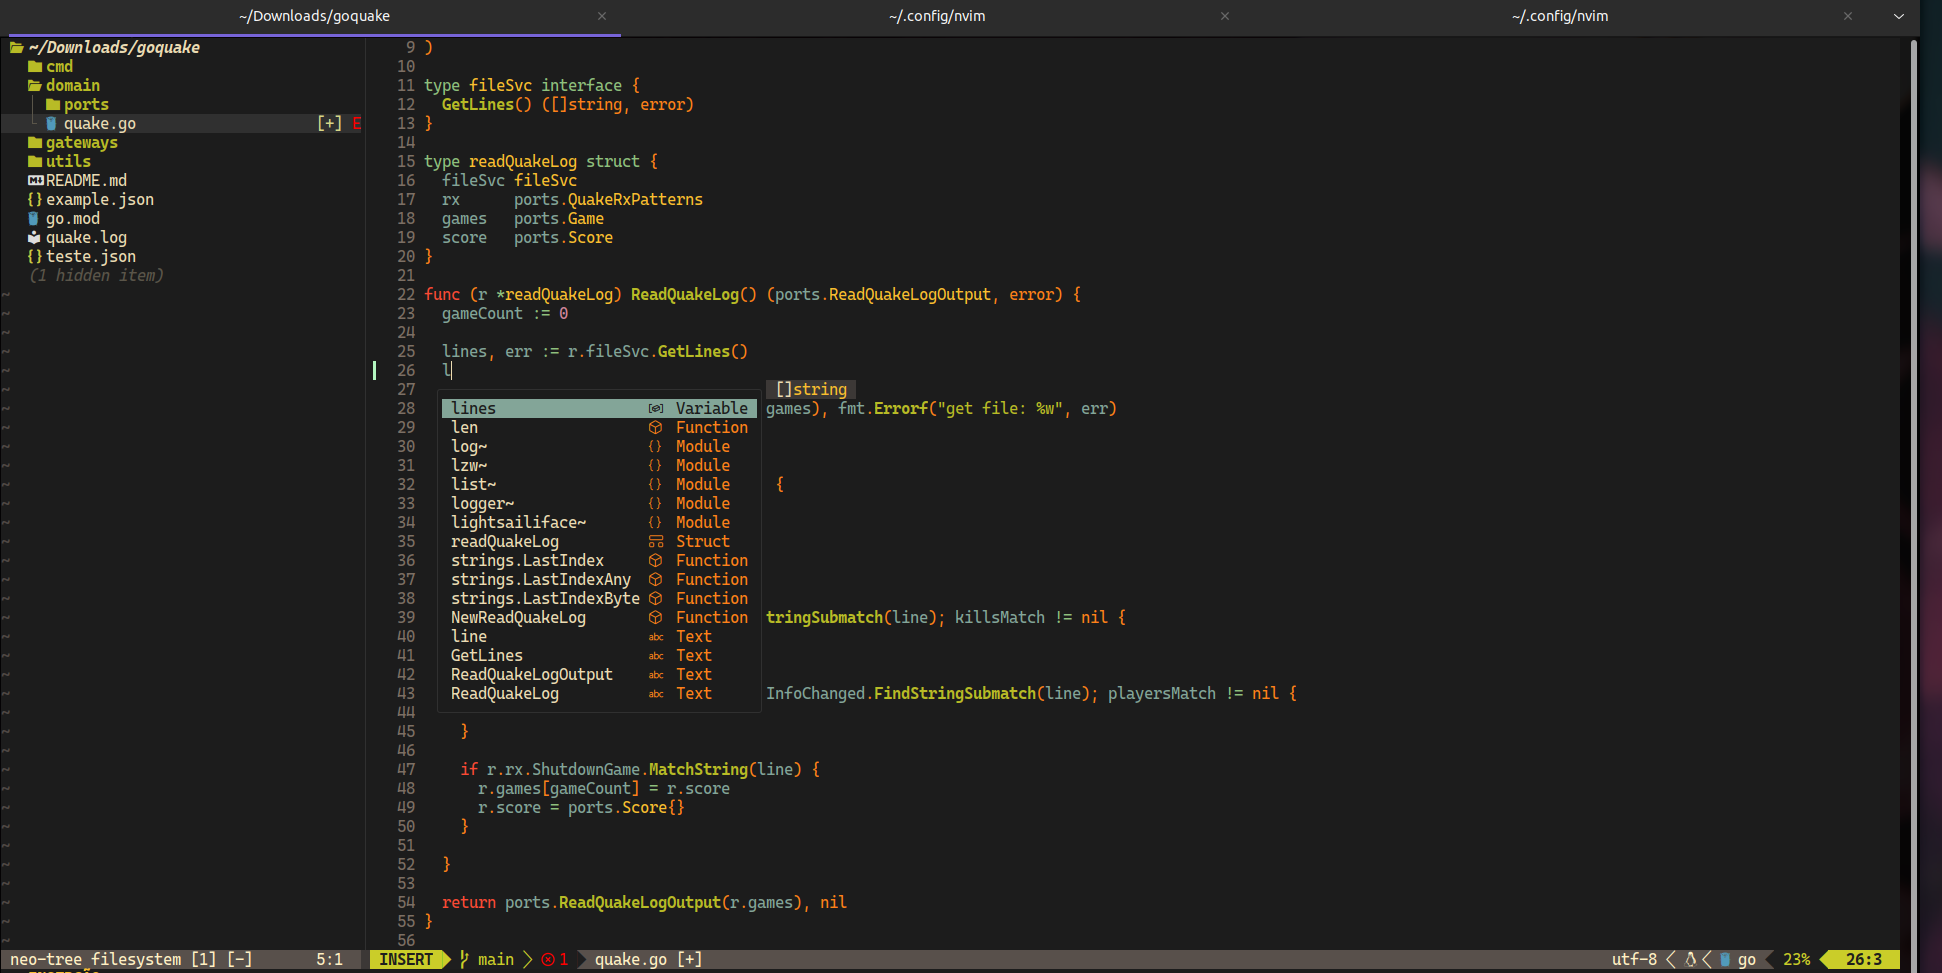 ~/Downloads/goquake × ~/.config/nvim × ~/.config/nvim ×
~/Downloads/goquake
cmd
domain
ports
quake.go [+] E
gateways
utils
README.md
{} example.json
go.mod
quake.log
{} teste.json
(1 hidden item)
9 )
10
11 type fileSvc interface {
12 GetLines() ([]string, error)
13 }
14
15 type readQuakeLog struct {
16 fileSvc fileSvc
17 rx ports.QuakeRxPatterns
18 games ports.Game
19 score ports.Score
20 }
21
22 func (r *readQuakeLog) ReadQuakeLog() (ports.ReadQuakeLogOutput, error) {
23 gameCount := 0
24
25 lines, err := r.fileSvc.GetLines()
26 l
27 []string
28 lines [@] Variable games), fmt.Errorf("get file: %w", err)
29 len Function
30 log~ {} Module
31 lzw~ {} Module
32 list~ {} Module {
33 logger~ {} Module
34 lightsailiface~ {} Module
35 readQuakeLog Struct
36 strings.LastIndex Function
37 strings.LastIndexAny Function
38 strings.LastIndexByte Function
39 NewReadQuakeLog Function tringSubmatch(line); killsMatch != nil {
40 line abc Text
41 GetLines abc Text
42 ReadQuakeLogOutput abc Text
43 ReadQuakeLog abc Text InfoChanged.FindStringSubmatch(line); playersMatch != nil {
44
45 }
46
47 if r.rx.ShutdownGame.MatchString(line) {
48 r.games[gameCount] = r.score
49 r.score = ports.Score{}
50 }
51
52 }
53
54 return ports.ReadQuakeLogOutput(r.games), nil
55 }
56
neo-tree filesystem [1] [-] 5:1 INSERT main 1 quake.go [+] utf-8 go 23% 26:3